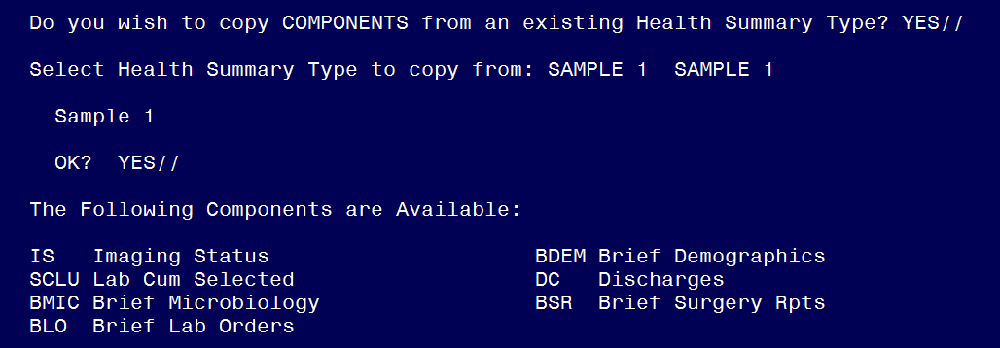 Do you wish to copy COMPONENTS from an existing Health Summary Type? YES//
Select Health Summary Type to copy from: SAMPLE 1  SAMPLE 1
Sample 1
OK?  YES//
The Following Components are Available:
IS   Imaging Status                     BDEM Brief Demographics
SCLU Lab Cum Selected                   DC   Discharges
BMIC Brief Microbiology                 BSR  Brief Surgery Rpts
BLO  Brief Lab Orders